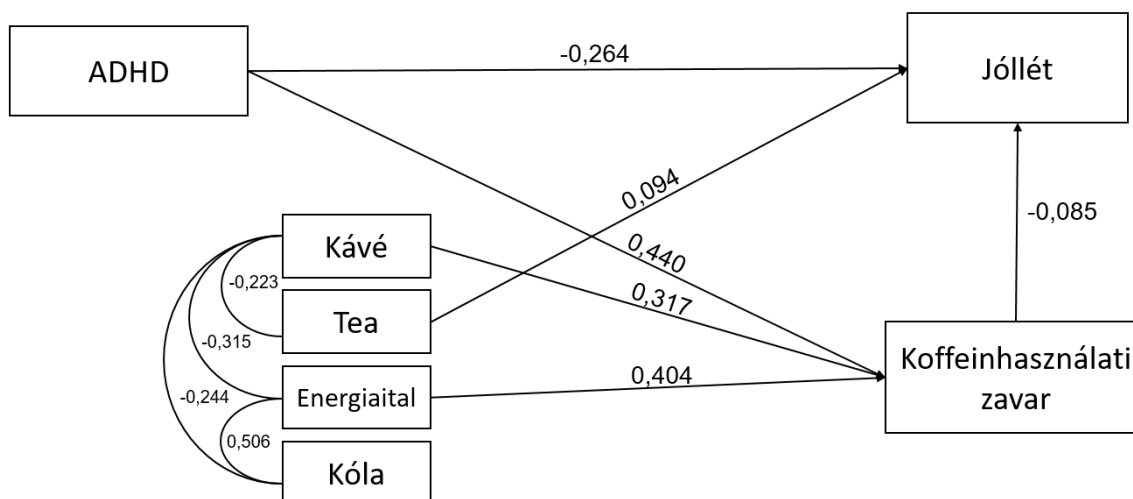 ADHD
-0,264
Jóllét
0,094
-0,085
Kávé
0,440
-0,223
0,317
Tea
-0,315
Koffeinhasználati
zavar
0,404
Energiaital
-0,244
0,506
Kóla